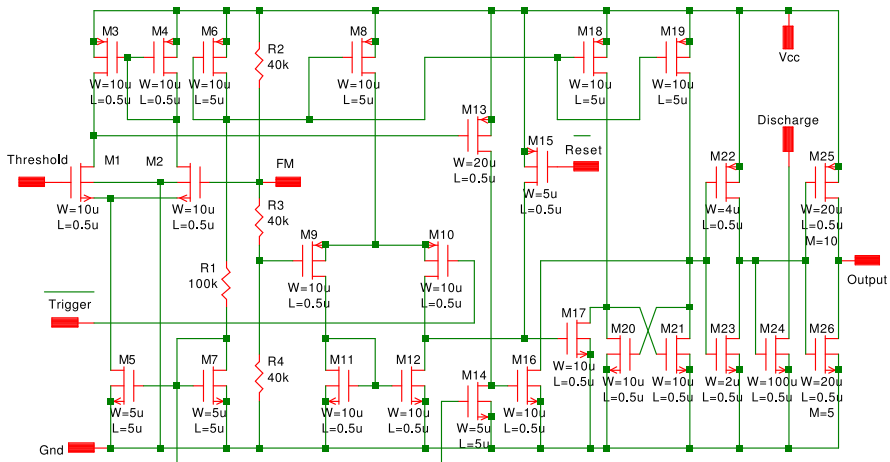 M3
M4
M6
M8
M18
M19
R2
40k
Vcc
W=10u
L=0.5u
W=10u
L=0.5u
W=10u
L=5u
W=10u
L=5u
W=10u
L=5u
W=10u
L=5u
M13
W=20u
L=0.5u
M15
W=5u
L=0.5u
Reset
Discharge
Threshold
M1
M2
FM
W=10u
L=0.5u
W=10u
L=0.5u
M22
W=4u
L=0.5u
M25
W=20u
L=0.5u
M=10
R3
40k
M9
M10
W=10u
L=0.5u
W=10u
L=0.5u
R1
100k
Output
Trigger
M17
W=10u
L=0.5u
M20
M21
M23
M24
M26
W=10u
L=0.5u
W=10u
L=0.5u
W=2u
L=0.5u
W=100u
L=0.5u
W=20u
L=0.5u
M=5
M5
M7
R4
40k
M11
M12
M14
M16
W=5u
L=5u
W=5u
L=5u
W=10u
L=0.5u
W=10u
L=0.5u
W=5u
L=5u
W=10u
L=0.5u
Gnd